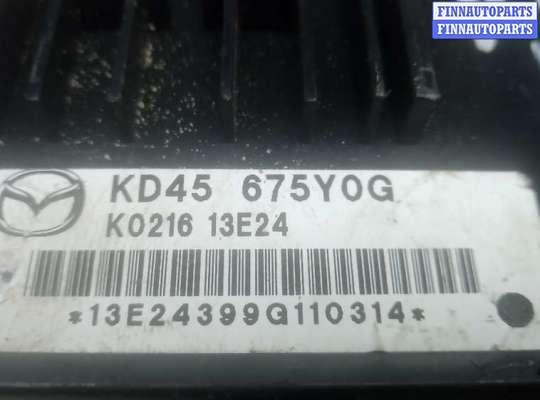 FINNAUTOPARTS
FINNAUTOPARTS
KD45 675Y0G
K0216 13E24
*13E24399G110314*